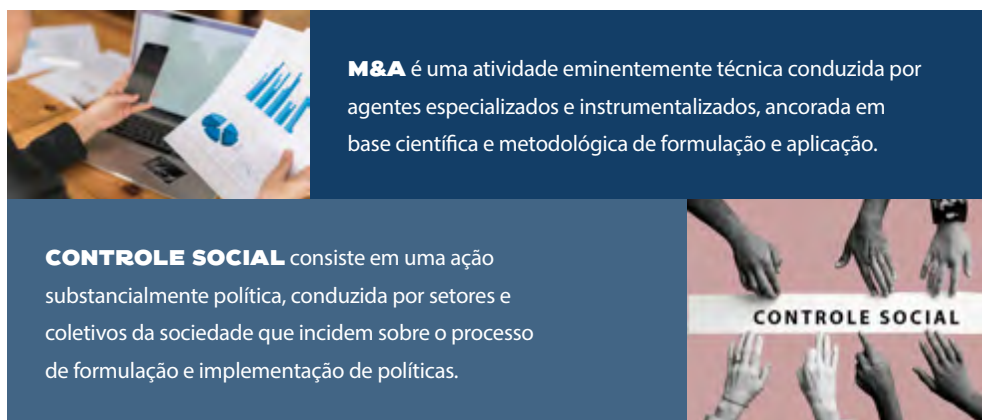 M&A é uma atividade eminentemente técnica conduzida por
agentes especializados e instrumentalizados, ancorada em
base científica e metodológica de formulação e aplicação.
CONTROLE SOCIAL consiste em uma ação
substancialmente política, conduzida por setores e
coletivos da sociedade que incidem sobre o processo
de formulação e implementação de políticas.
CONTROLE SOCIAL